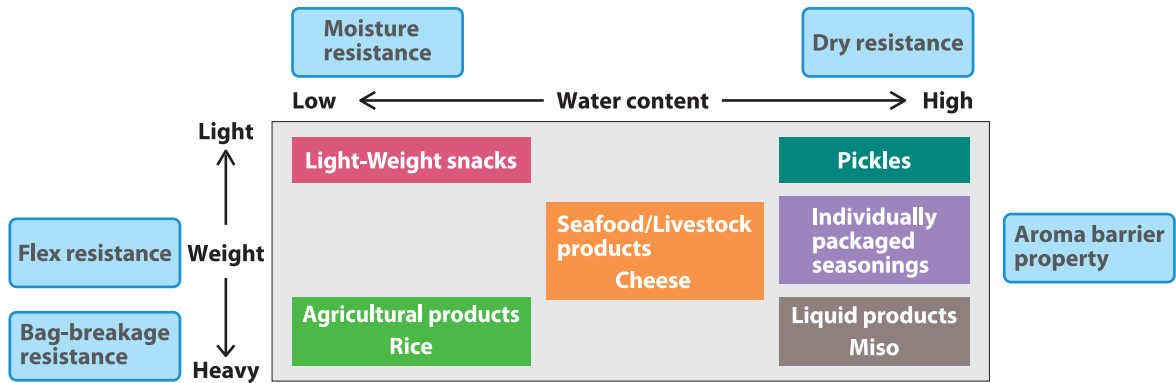 Moisture
resistance
Dry resistance
Low
Water content
High
Light
Weight
Heavy
Flex resistance
Bag-breakage
resistance
Light-Weight snacks
Pickles
Seafood/Livestock
products
Cheese
Individually
packaged
seasonings
Agricultural products
Rice
Liquid products
Miso
Aroma barrier
property